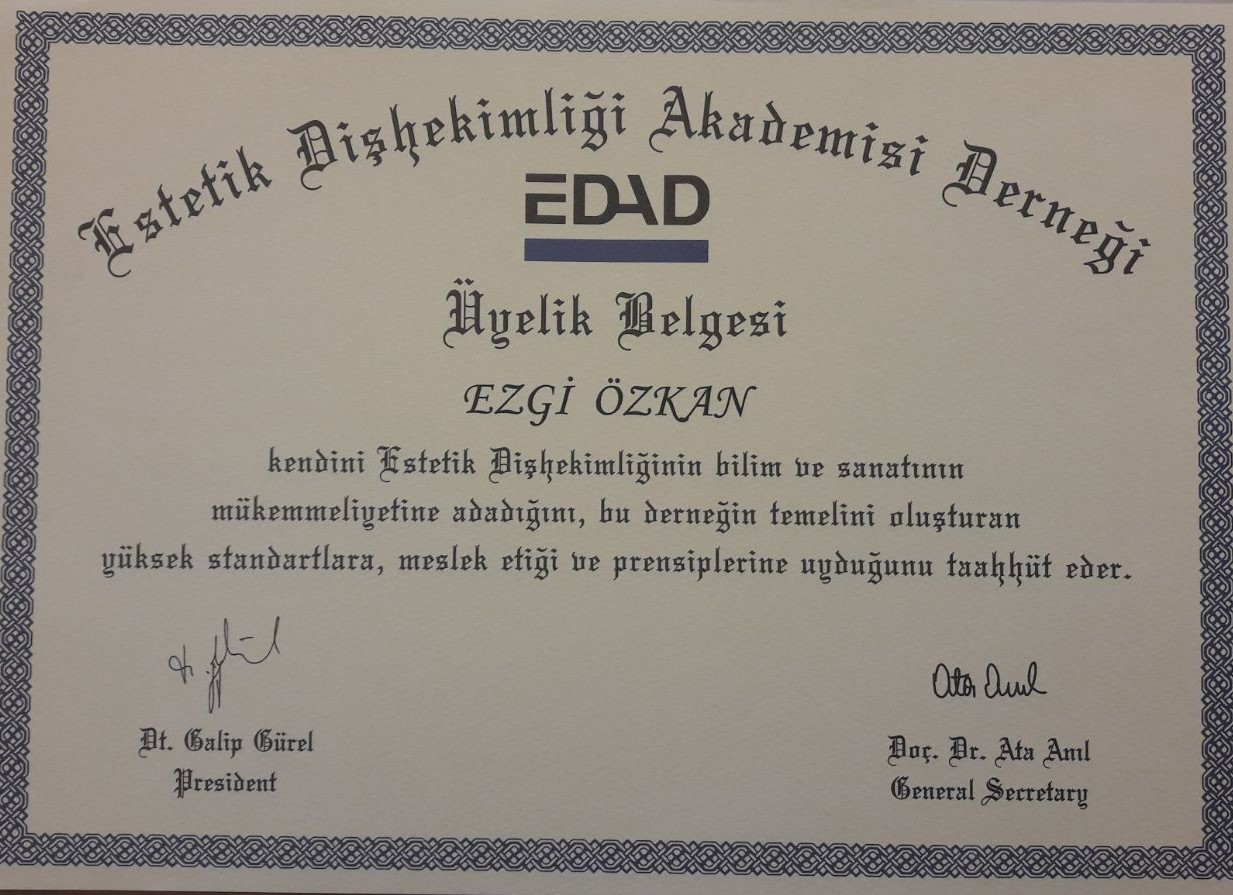 Estetik Dişhekimliği Akademisi Derneği
EDAD
Üyelik Belgesi
EZGİ ÖZKAN
kendini Estetik Dişhekimliğinin bilim ve sanatının
mükemmeliyetine adadığını, bu derneğin temelini oluşturan
yüksek standartlara, meslek etiği ve prensiplerine uyduğunu taahhüt eder.
Ata Anıl
Dt. Galip Gürel
President
Doç. Dr. Ata Anıl
General Secretary